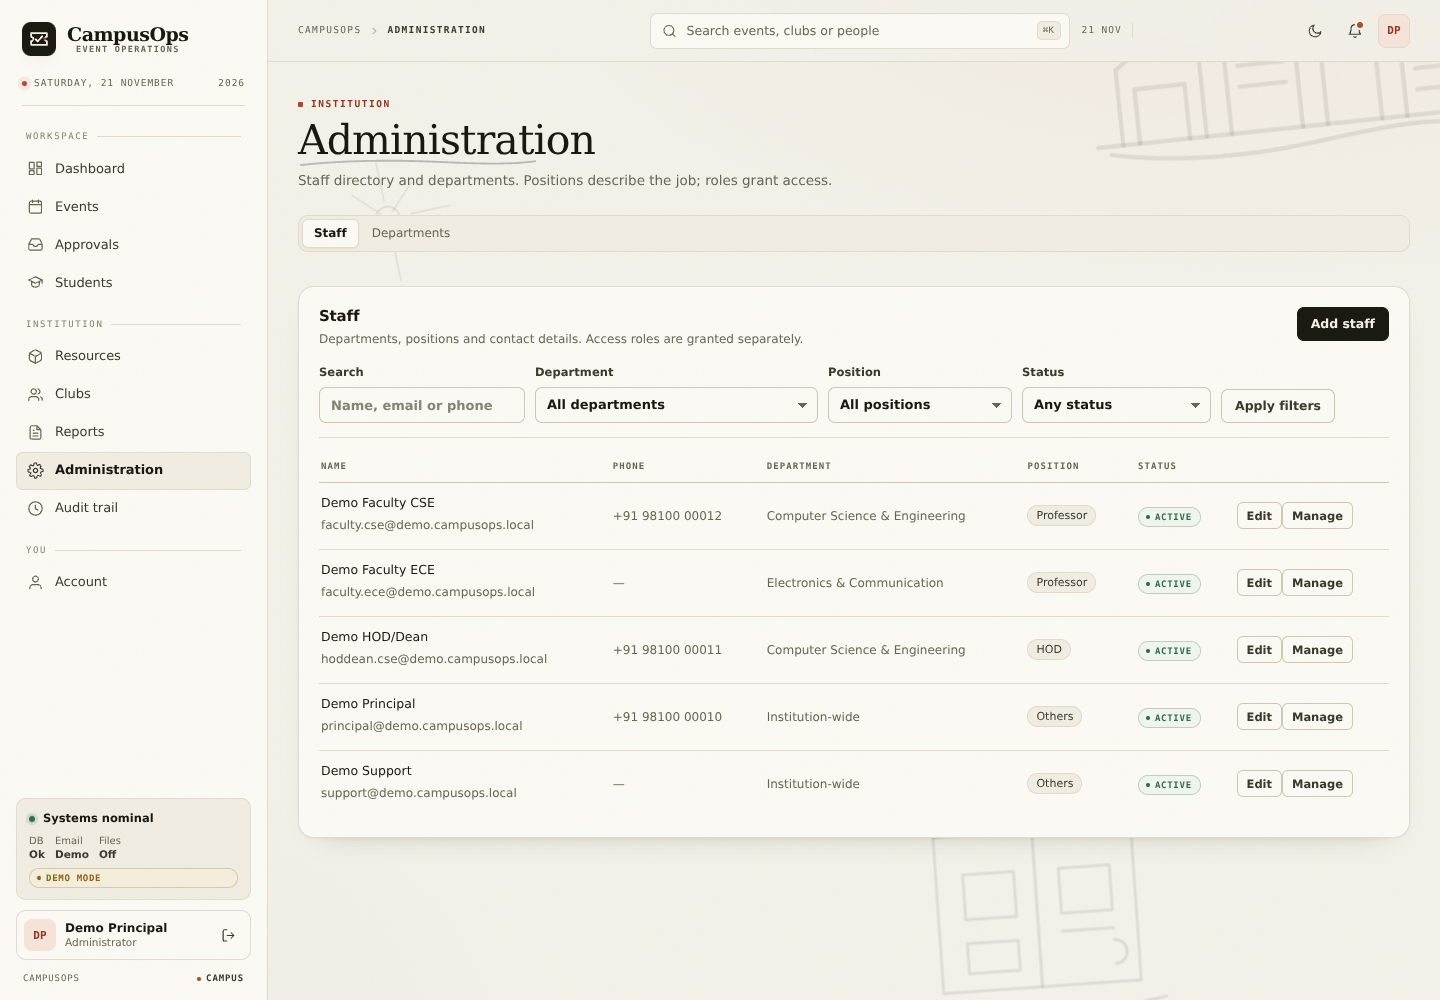 CampusOps
EVENT OPERATIONS
SATURDAY, 21 NOVEMBER 2026
WORKSPACE
Dashboard
Events
Approvals
Students
INSTITUTION
Resources
Clubs
Reports
Administration
Audit trail
YOU
Account
Systems nominal
DB Email Files
Ok Demo Off
DEMO MODE
DP
Demo Principal
Administrator
CAMPUSOPS CAMPUS
CAMPUSOPS › ADMINISTRATION
Search events, clubs or people ⌘K
21 NOV
DP
INSTITUTION
Administration
Staff directory and departments. Positions describe the job; roles grant access.
Staff Departments
Staff
Departments, positions and contact details. Access roles are granted separately.
Add staff
Search Department Position Status
Name, email or phone All departments All positions Any status Apply filters
NAME PHONE DEPARTMENT POSITION STATUS
Demo Faculty CSE
faculty.cse@demo.campusops.local
+91 98100 00012 Computer Science & Engineering Professor ACTIVE Edit Manage
Demo Faculty ECE
faculty.ece@demo.campusops.local
— Electronics & Communication Professor ACTIVE Edit Manage
Demo HOD/Dean
hoddean.cse@demo.campusops.local
+91 98100 00011 Computer Science & Engineering HOD ACTIVE Edit Manage
Demo Principal
principal@demo.campusops.local
+91 98100 00010 Institution-wide Others ACTIVE Edit Manage
Demo Support
support@demo.campusops.local
— Institution-wide Others ACTIVE Edit Manage